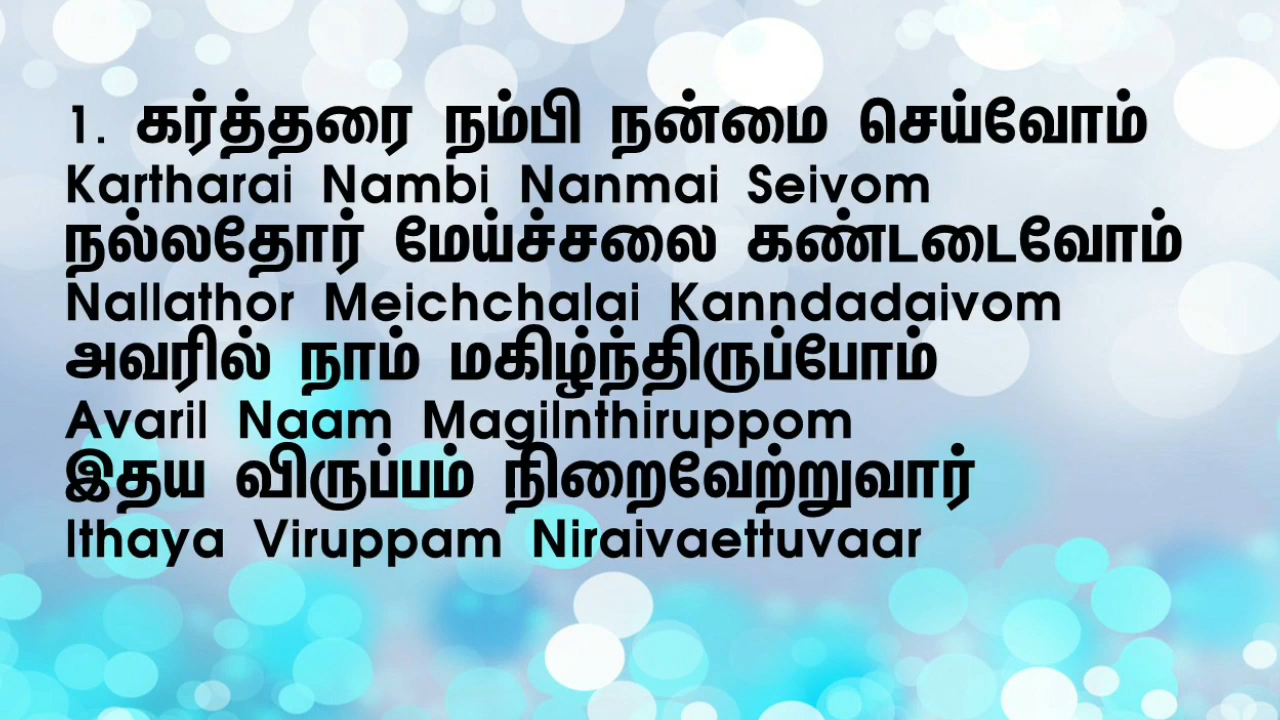 1. கர்த்தரை நம்பி நன்மை செய்வோம்
Kartharai Nambi Nanmai Seivom
நல்லதோர் மேய்ச்சலை கண்டடைவோம்
Nallathor Meichchalai Kanndadaivom
அவரில் நாம் மகிழ்ந்திருப்போம்
Avaril Naam Magilnthiruppom
இதய விருப்பம் நிறைவேற்றுவார்
Ithaya Viruppam Niraivaettuvaar